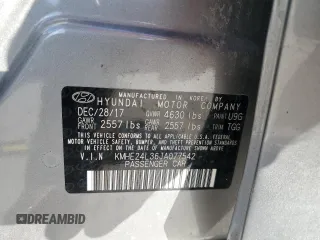 MANUFACTURED IN KOREA BY
HYUNDAI MOTOR COMPANY
DEC/28/17 GVWR 4630 lbs PAINT U9G
GAWR FRONT 2557 lbs GAWR REAR 2557 lbs TRIM TGG
THIS VEHICLE CONFORMS TO ALL APPLICABLE U.S.A. FEDERAL
MOTOR VEHICLE SAFETY, BUMPER, AND THEFT PREVENTION
STANDARDS IN EFFECT ON THE DATE OF MANUFACTURE SHOWN ABOVE.
V.I.N KMHE24L36JA077542
PASSENGER CAR